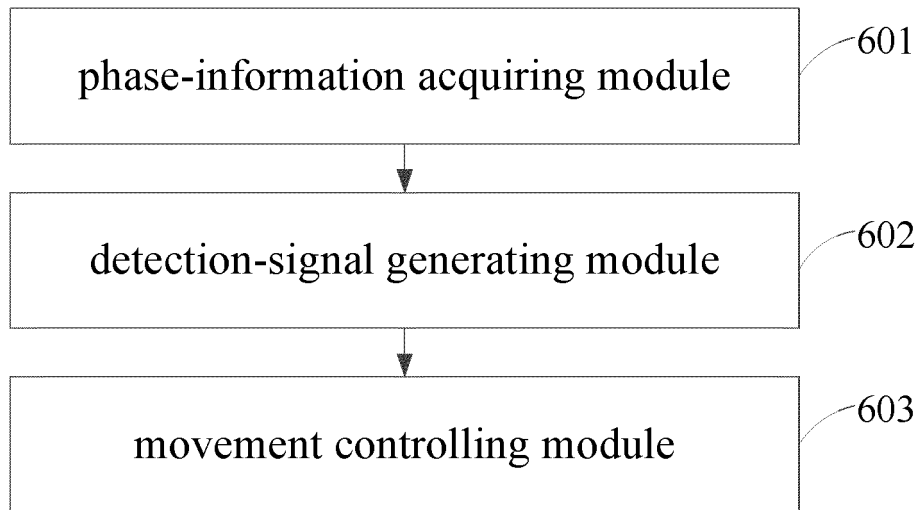 phase-information acquiring module
601
detection-signal generating module
602
movement controlling module
603